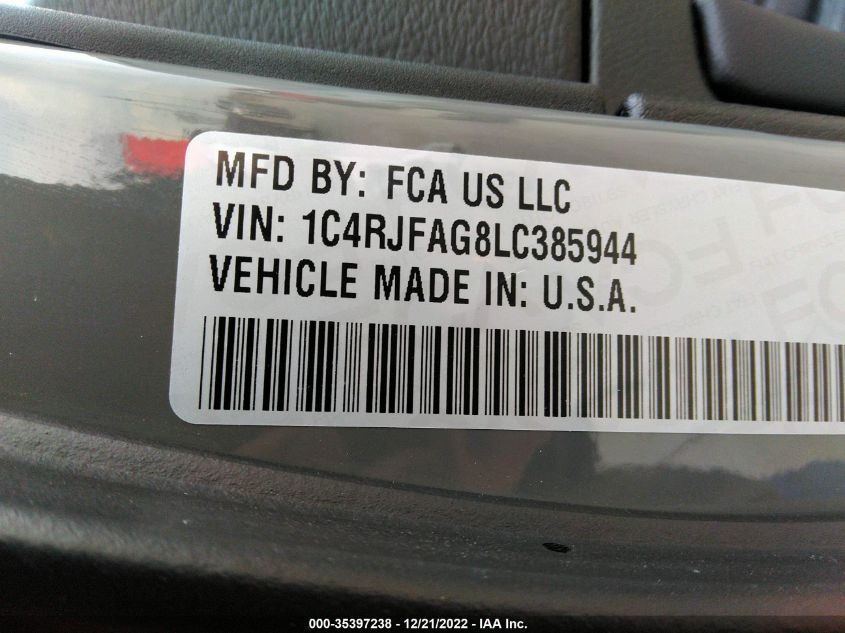 MFD BY: FCA US LLC
VIN: 1C4RJFAG8LC385944
VEHICLE MADE IN: U.S.A.
000-35397238 - 12/21/2022 - IAA Inc.